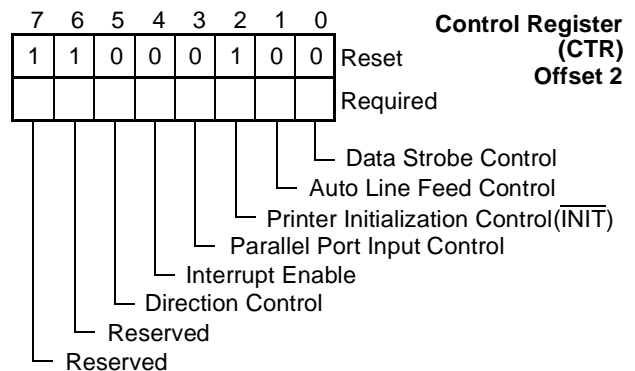 7 6 5 4 3 2 1 0
Control Register
(CTR)
Offset 2
1 1 0 0 0 1 0 0 Reset
Required
Data Strobe Control
Auto Line Feed Control
Printer Initialization Control(INIT)
Parallel Port Input Control
Interrupt Enable
Direction Control
Reserved
Reserved